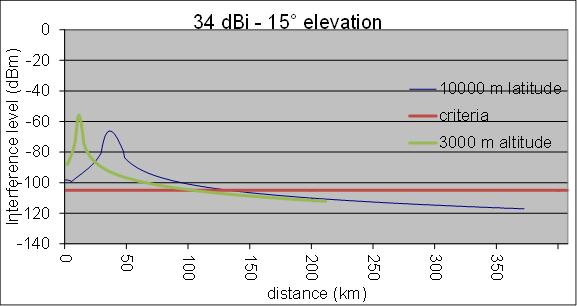 34 dBi - 15° elevation
Interference level (dBm)
0
-20
-40
-60
-80
-100
-120
-140
10000 m latitude
criteria
3000 m altitude
0
50
100
150
200
250
300
350
distance (km)